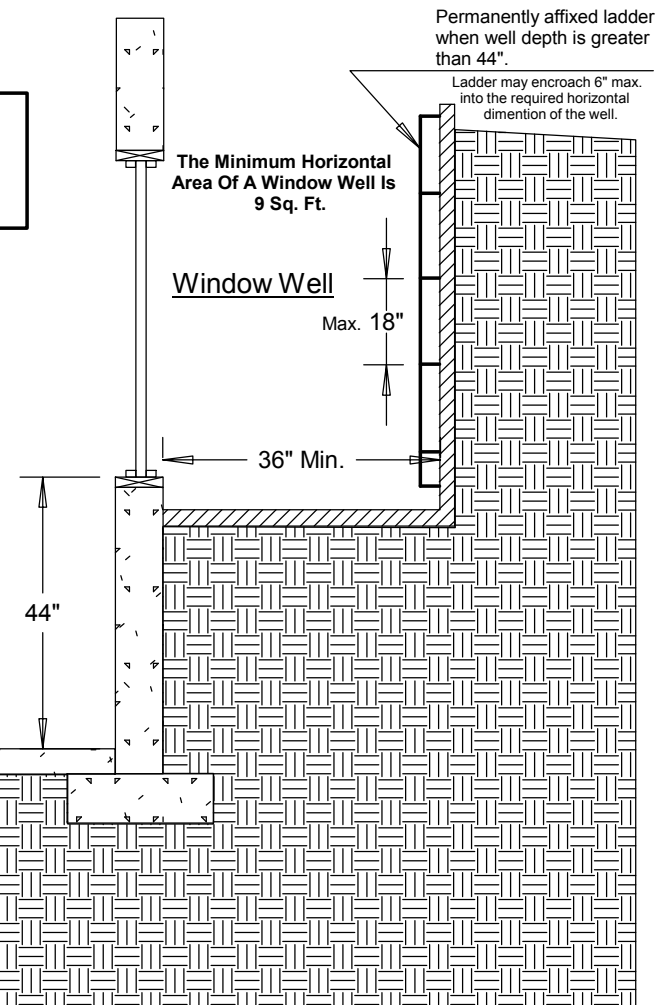 Permanently affixed ladder
when well depth is greater
than 44".
Ladder may encroach 6" max.
into the required horizontal
dimention of the well.
The Minimum Horizontal
Area Of A Window Well Is
9 Sq. Ft.
Window Well
Max. 18"
36" Min.
44"